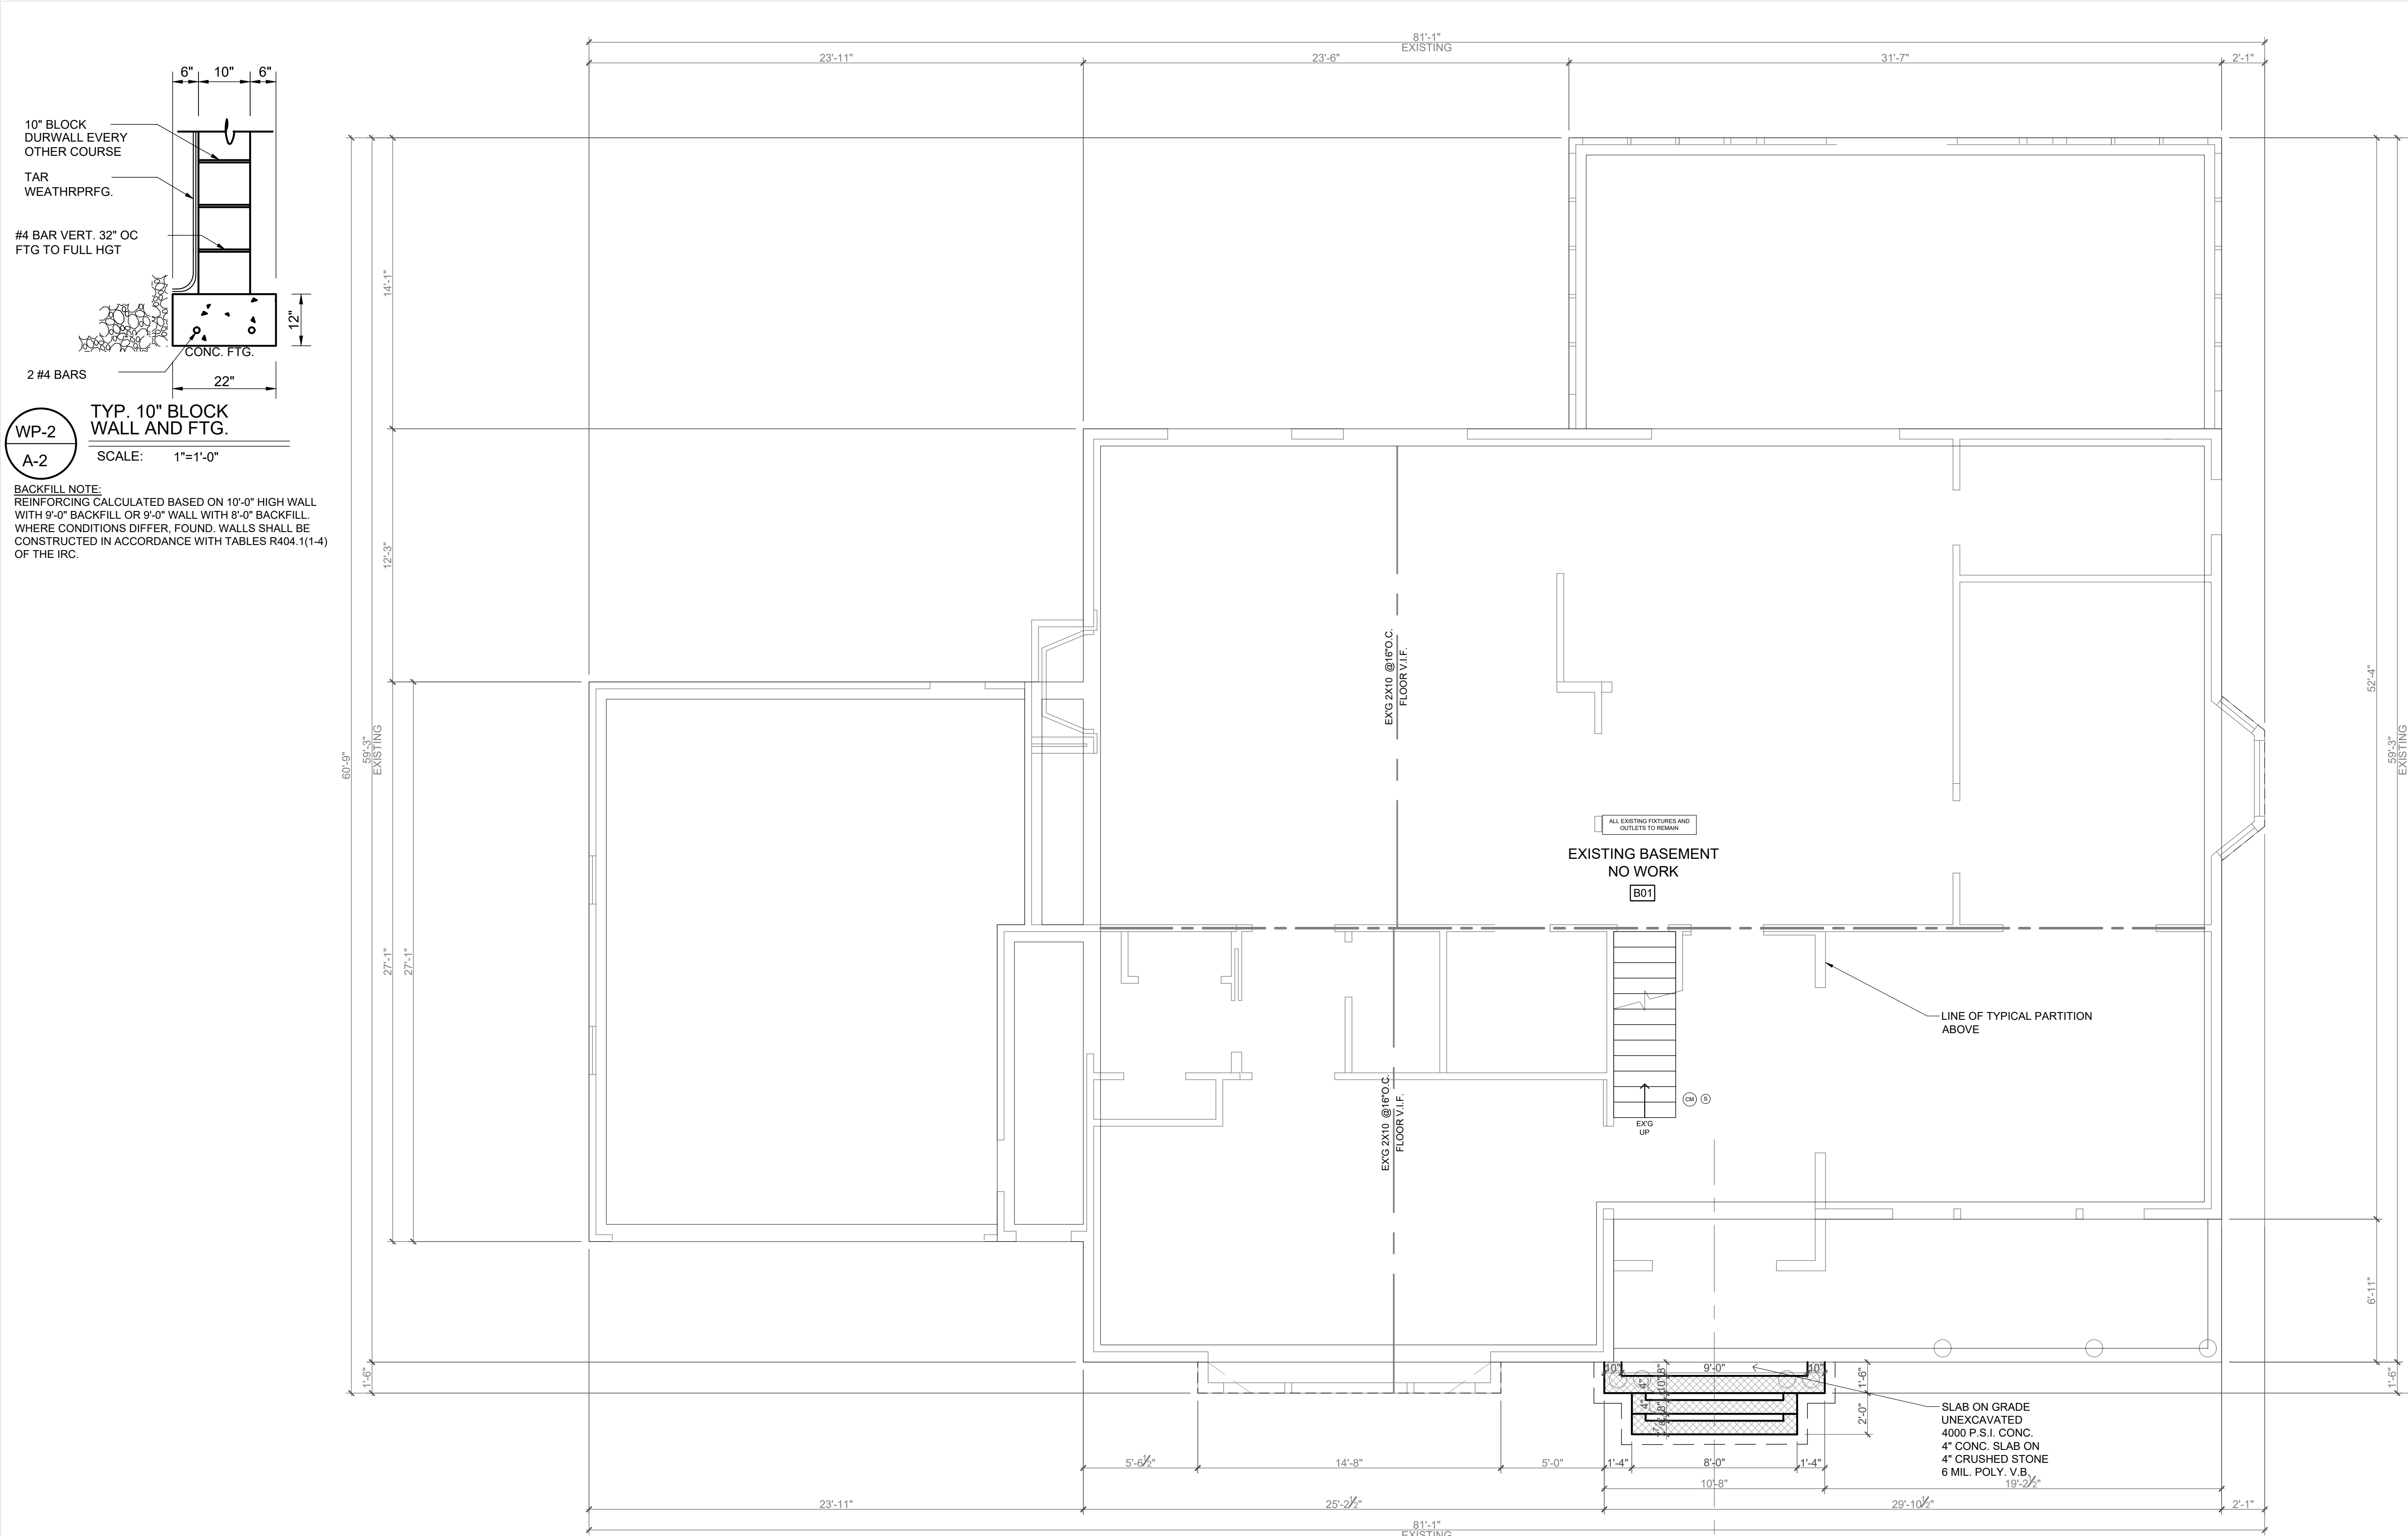 81'-1"
EXISTING
23'-11"
23'-6"
31'-7"
2'-1"
6"
10"
6"
10" BLOCK
DURWALL EVERY
OTHER COURSE
TAR
WEATHRPRFG.
#4 BAR VERT. 32" OC
FTG TO FULL HGT
12"
CONC. FTG.
2 #4 BARS
22"
WP-2
A-2
TYP. 10" BLOCK
WALL AND FTG.
SCALE: 1"=1'-0"
BACKFILL NOTE:
REINFORCING CALCULATED BASED ON 10'-0" HIGH WALL
WITH 9'-0" BACKFILL OR 9'-0" WALL WITH 8'-0" BACKFILL.
WHERE CONDITIONS DIFFER, FOUND. WALLS SHALL BE
CONSTRUCTED IN ACCORDANCE WITH TABLES R404.1(1-4)
OF THE IRC.
14'-1"
12'-3"
60'-9"
59'-3"
EXISTING
27'-1"
27'-1"
1'-6"
EX'G 2X10 @16"O.C.
FLOOR V.I.F.
ALL EXISTING FIXTURES AND
OUTLETS TO REMAIN
EXISTING BASEMENT
NO WORK
B01
52'-4"
59'-3"
EXISTING
LINE OF TYPICAL PARTITION
ABOVE
EX'G 2X10 @16"O.C.
FLOOR V.I.F.
CM
S
EX'G
UP
6'-11"
1'-6"
10"
9'-0"
10"
8"
10"
4"
8"
4"
1'-6"
2'-0"
SLAB ON GRADE
UNEXCAVATED
4000 P.S.I. CONC.
4" CONC. SLAB ON
4" CRUSHED STONE
6 MIL. POLY. V.B.
5'-6½"
14'-8"
5'-0"
1'-4"
8'-0"
1'-4"
10'-8"
19'-2½"
23'-11"
25'-2½"
29'-10½"
2'-1"
81'-1"
EXISTING